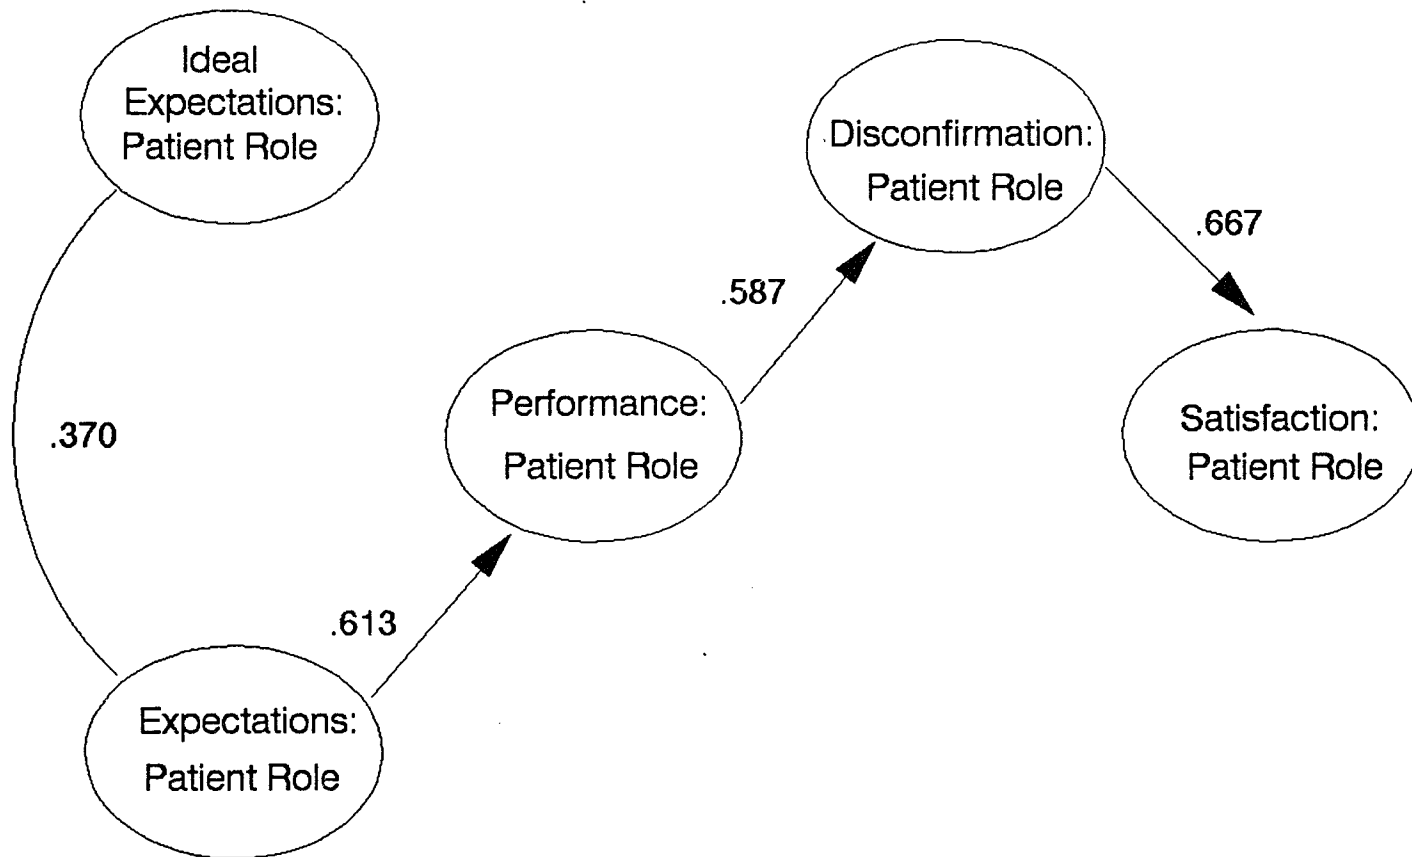 Ideal
Expectations:
Patient Role
Disconfirmation:
Patient Role
.667
.587
Performance:
Patient Role
Satisfaction:
Patient Role
.370
.613
Expectations:
Patient Role